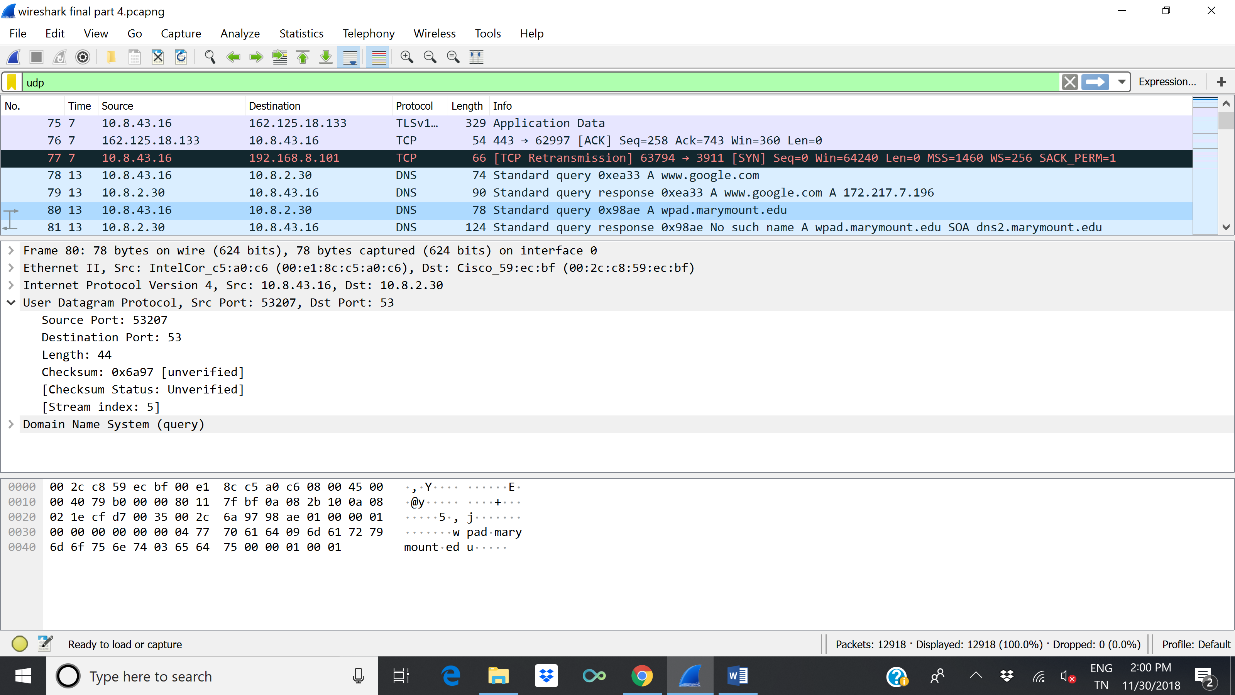 wireshark final part 4.pcapng
File Edit View Go Capture Analyze Statistics Telephony Wireless Tools Help
udp Expression... +
No. Time Source Destination Protocol Length Info
75 7 10.8.43.16 162.125.18.133 TLSv1... 329 Application Data
76 7 162.125.18.133 10.8.43.16 TCP 54 443 → 62997 [ACK] Seq=258 Ack=743 Win=360 Len=0
77 7 10.8.43.16 192.168.8.101 TCP 66 [TCP Retransmission] 63794 → 3911 [SYN] Seq=0 Win=64240 Len=0 MSS=1460 WS=256 SACK_PERM=1
78 13 10.8.43.16 10.8.2.30 DNS 74 Standard query 0xea33 A www.google.com
79 13 10.8.2.30 10.8.43.16 DNS 90 Standard query response 0xea33 A www.google.com A 172.217.7.196
80 13 10.8.43.16 10.8.2.30 DNS 78 Standard query 0x98ae A wpad.marymount.edu
81 13 10.8.2.30 10.8.43.16 DNS 124 Standard query response 0x98ae No such name A wpad.marymount.edu SOA dns2.marymount.edu
Frame 80: 78 bytes on wire (624 bits), 78 bytes captured (624 bits) on interface 0
Ethernet II, Src: IntelCor_c5:a0:c6 (00:e1:8c:c5:a0:c6), Dst: Cisco_59:ec:bf (00:2c:c8:59:ec:bf)
Internet Protocol Version 4, Src: 10.8.43.16, Dst: 10.8.2.30
User Datagram Protocol, Src Port: 53207, Dst Port: 53
Source Port: 53207
Destination Port: 53
Length: 44
Checksum: 0x6a97 [unverified]
[Checksum Status: Unverified]
[Stream index: 5]
Domain Name System (query)
0000 00 2c c8 59 ec bf 00 e1 8c c5 a0 c6 08 00 45 00 ·,·Y···· ······E·
0010 00 40 79 b0 00 00 80 11 7f bf 0a 08 2b 10 0a 08 ·@y····· ····+···
0020 02 1e cf d7 00 35 00 2c 6a 97 98 ae 01 00 00 01 ·····5·, j·······
0030 00 00 00 00 00 00 04 77 70 61 64 09 6d 61 72 79 ·······w pad·mary
0040 6d 6f 75 6e 74 03 65 64 75 00 00 01 00 01 mount·ed u·····
Ready to load or capture Packets: 12918 · Displayed: 12918 (100.0%) · Dropped: 0 (0.0%) Profile: Default
Type here to search ENG 2:00 PM
TN 11/30/2018 2